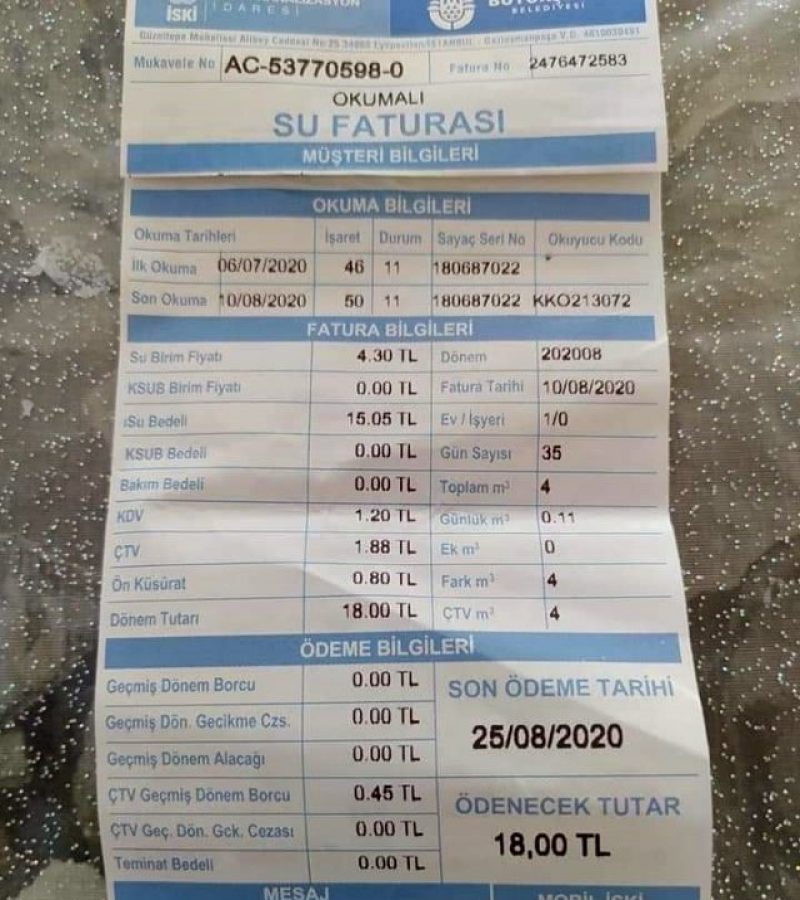 İSKİ İDARESİ
BELEDİYESİ
Mukavele No AC-53770598-0 Fatura No 2476472583
OKUMALI
SU FATURASI
MÜŞTERİ BİLGİLERİ
OKUMA BİLGİLERİ
Okuma Tarihleri İşaret Durum Sayaç Seri No Okuyucu Kodu
İlk Okuma 06/07/2020 46 11 180687022 *
Son Okuma 10/08/2020 50 11 180687022 KKO213072
FATURA BİLGİLERİ
Su Birim Fiyatı 4.30 TL Dönem 202008
KSUB Birim Fiyatı 0.00 TL Fatura Tarihi 10/08/2020
Su Bedeli 15.05 TL Ev / İşyeri 1/0
KSUB Bedeli 0.00 TL Gün Sayısı 35
Bakım Bedeli 0.00 TL Toplam m³ 4
KDV 1.20 TL Günlük m³ 0.11
ÇTV 1.88 TL Ek m³ 0
Ön Küsürat 0.80 TL Fark m³ 4
Dönem Tutarı 18.00 TL ÇTV m³ 4
ÖDEME BİLGİLERİ
Geçmiş Dönem Borcu 0.00 TL
Geçmiş Dön. Gecikme Czs. 0.00 TL
Geçmiş Dönem Alacağı 0.00 TL
ÇTV Geçmiş Dönem Borcu 0.45 TL
ÇTV Geç. Dön. Gck. Cezası 0.00 TL
Teminat Bedeli 0.00 TL
SON ÖDEME TARİHİ
25/08/2020
ÖDENECEK TUTAR
18,00 TL
MESAJ MOBİL İSKİ